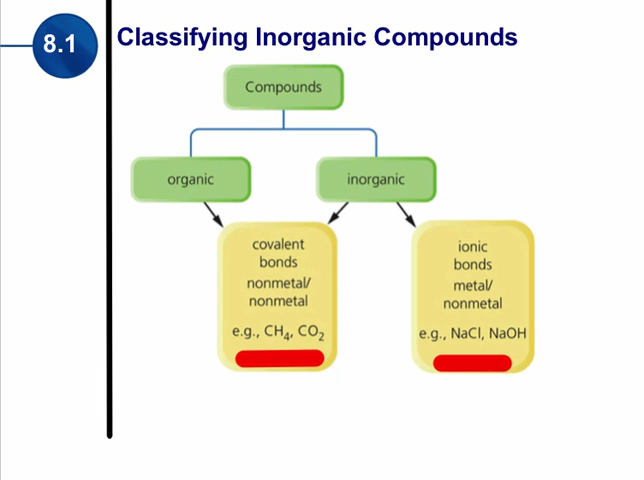 8.1
Classifying Inorganic Compounds
Compounds
organic
inorganic
covalent
bonds
nonmetal/
nonmetal
e.g., CH₄, CO₂
ionic
bonds
metal/
nonmetal
e.g., NaCl, NaOH